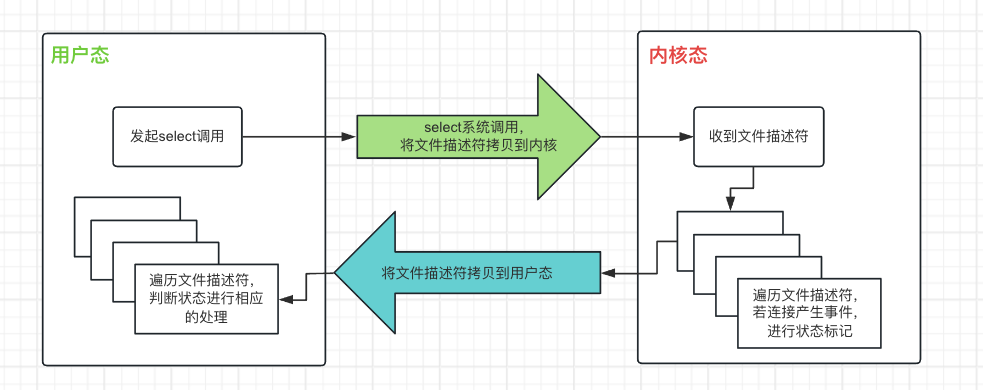 用户态
内核态
发起select调用
select系统调用,
将文件描述符拷贝到内核
收到文件描述符
将文件描述符拷贝到用户态
遍历文件描述符，
判断状态进行相应
的处理
遍历文件描述符，
若连接产生事件，
进行状态标记